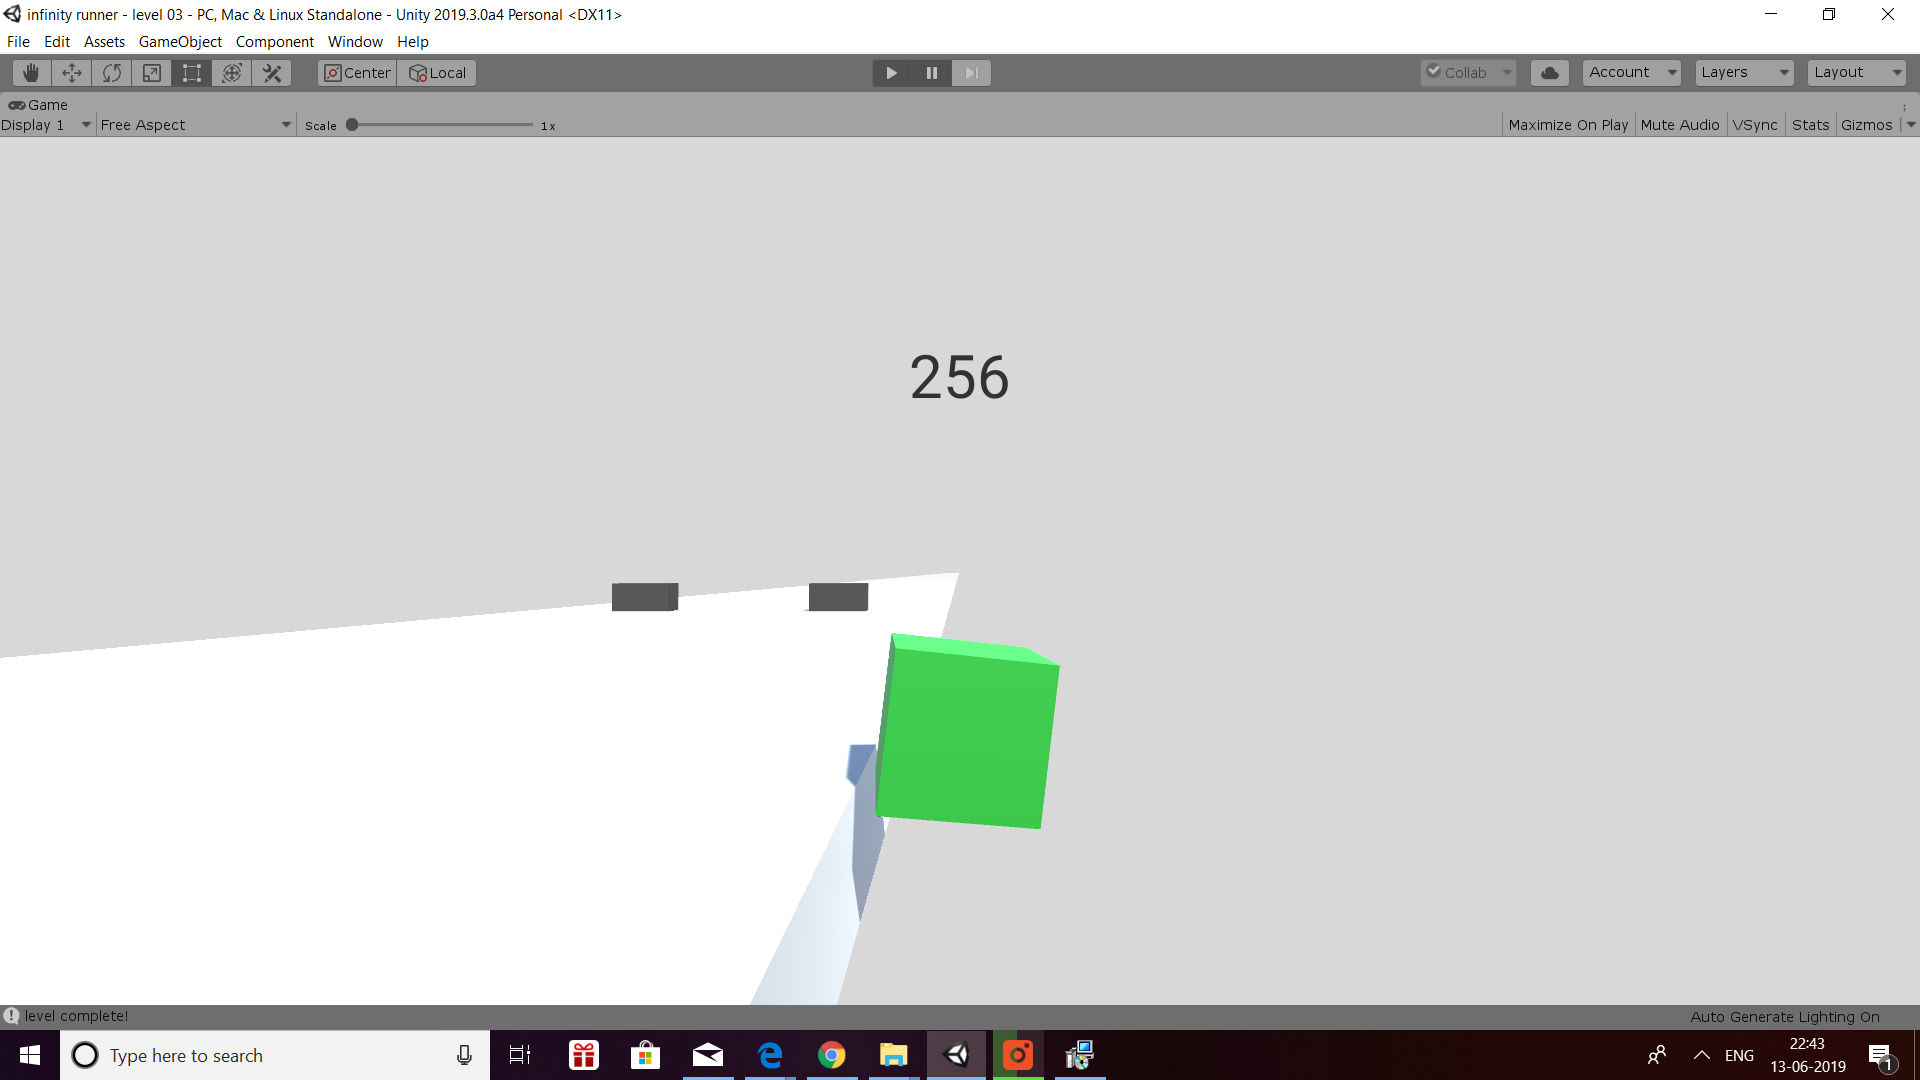 infinity runner - level 03 - PC, Mac & Linux Standalone - Unity 2019.3.0a4 Personal <DX11>
File Edit Assets GameObject Component Window Help
Center Local Collab Account Layers Layout
Game
Display 1 Free Aspect Scale 1x Maximize On Play Mute Audio VSync Stats Gizmos
256
level complete!
Auto Generate Lighting On
Type here to search
ENG
22:43
13-06-2019
1